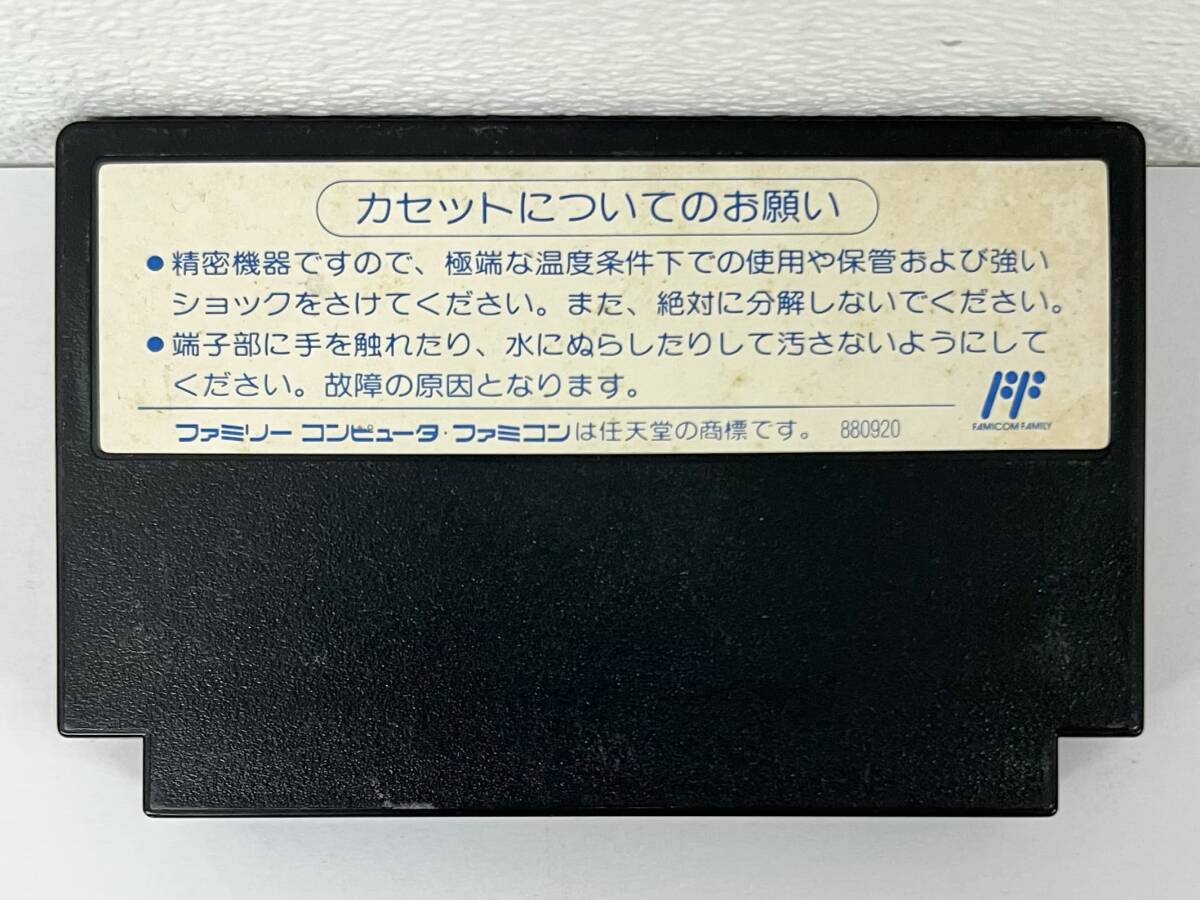 カセットについてのお願い
●精密機器ですので、極端な温度条件下での使用や保管および強い
ショックをさけてください。また、絶対に分解しないでください。
●端子部に手を触れたり、水にぬらしたりして汚さないようにして
ください。故障の原因となります。
ファミリーコンピュータ・ファミコンは任天堂の商標です。 880920
FF
FAMICOM FAMILY